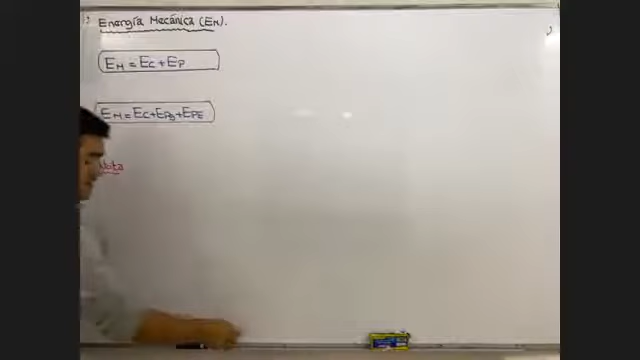 Energía Mecánica (EM).
EM = EC + EP
EM = EC + EPg + EPE
Nota